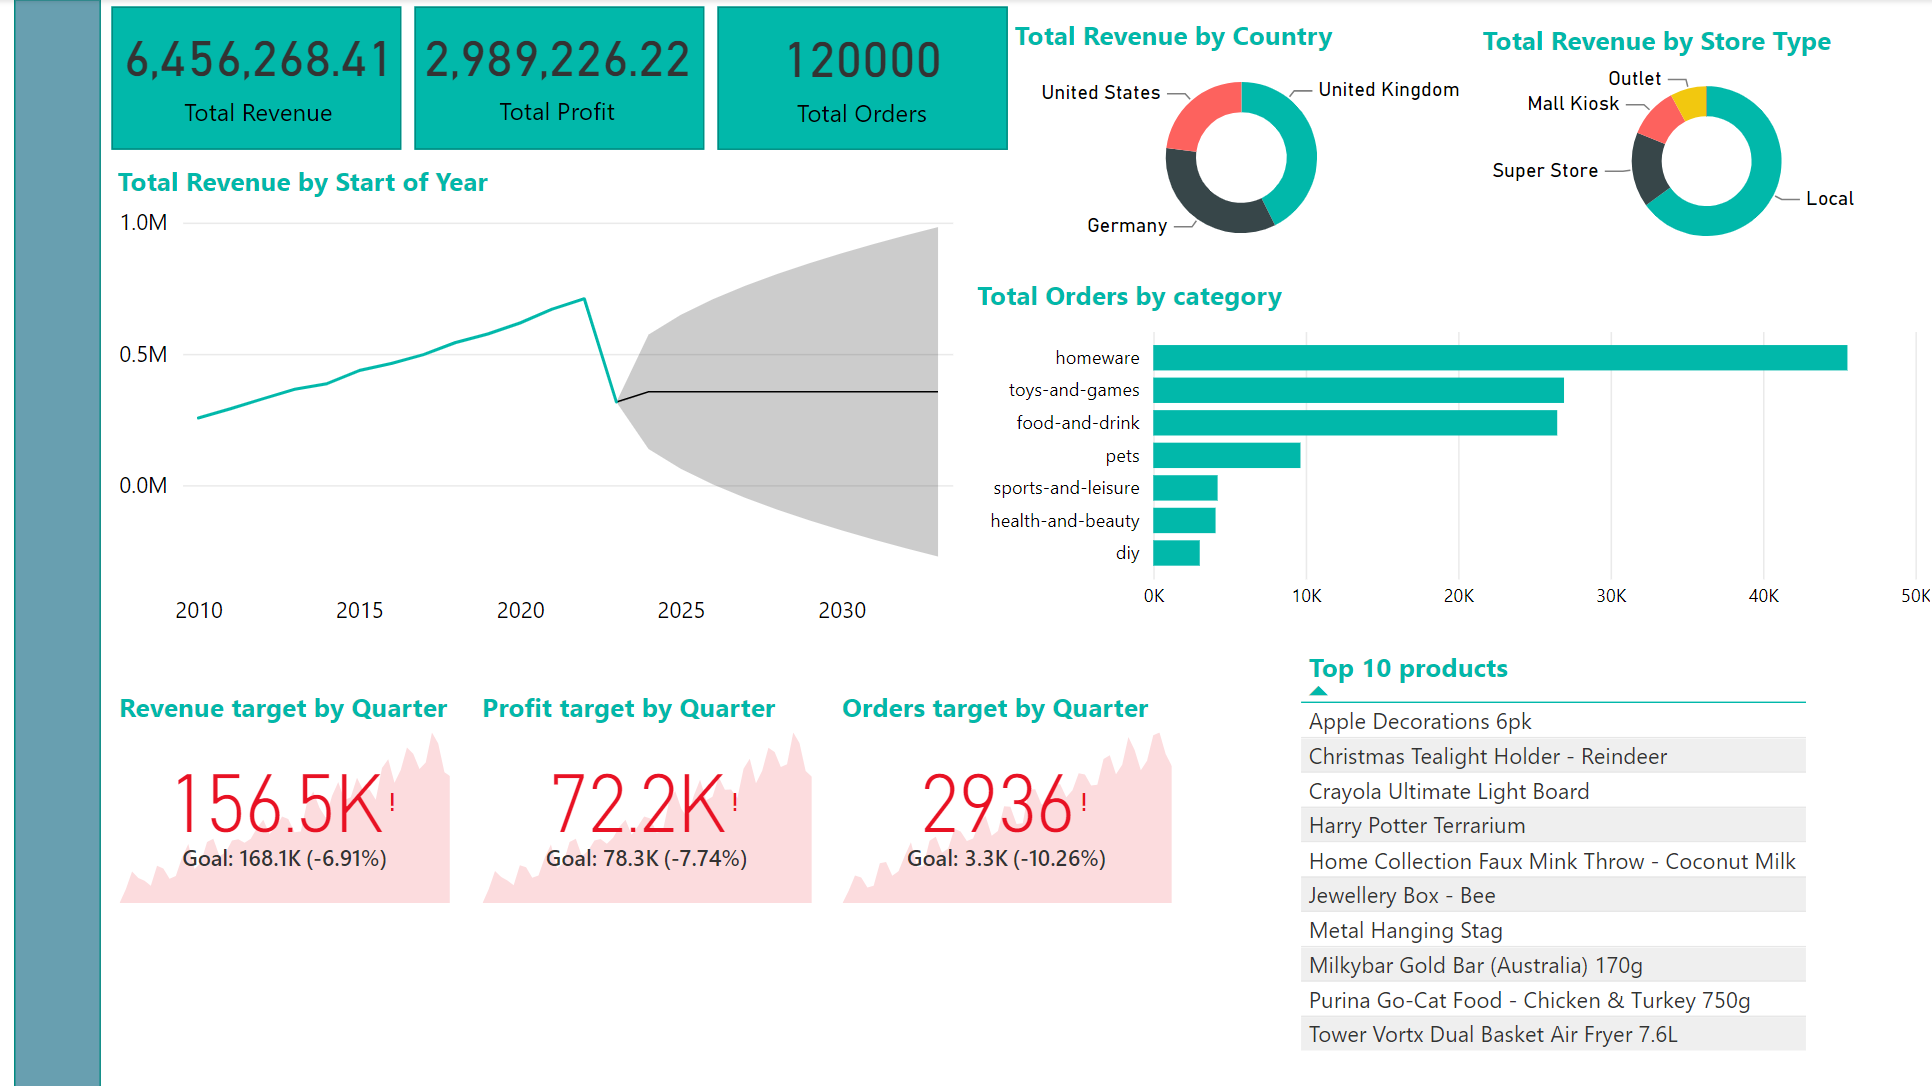 6,456,268.41
Total Revenue
2,989,226.22
Total Profit
120000
Total Orders
Total Revenue by Country
United States
United Kingdom
Germany
Total Revenue by Store Type
Outlet
Mall Kiosk
Super Store
Local
Total Revenue by Start of Year
1.0M
0.5M
0.0M
2010 2015 2020 2025 2030
Total Orders by category
homeware
toys-and-games
food-and-drink
pets
sports-and-leisure
health-and-beauty
diy
0K 10K 20K 30K 40K 50K
Revenue target by Quarter
156.5K!
Goal: 168.1K (-6.91%)
Profit target by Quarter
72.2K!
Goal: 78.3K (-7.74%)
Orders target by Quarter
2936!
Goal: 3.3K (-10.26%)
Top 10 products
Apple Decorations 6pk
Christmas Tealight Holder - Reindeer
Crayola Ultimate Light Board
Harry Potter Terrarium
Home Collection Faux Mink Throw - Coconut Milk
Jewellery Box - Bee
Metal Hanging Stag
Milkybar Gold Bar (Australia) 170g
Purina Go-Cat Food - Chicken & Turkey 750g
Tower Vortx Dual Basket Air Fryer 7.6L